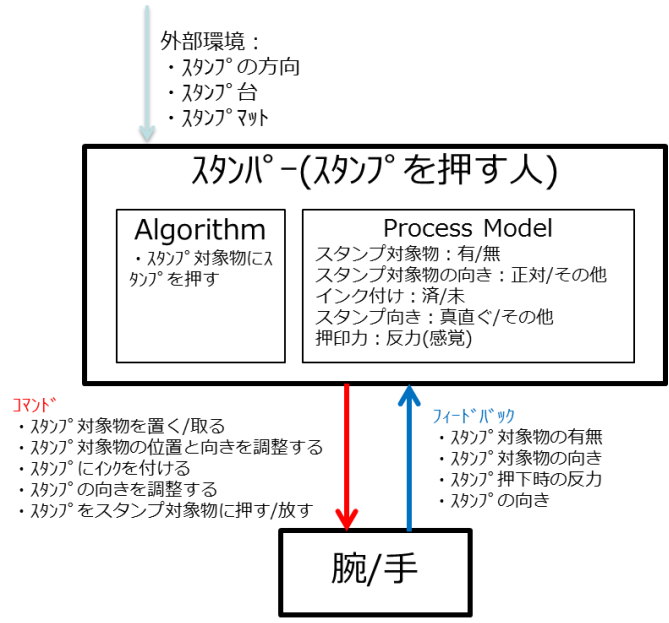 外部環境：
・ｽﾀﾝﾌﾟの方向
・ｽﾀﾝﾌﾟ台
・ｽﾀﾝﾌﾟﾏｯﾄ
ｽﾀﾝﾊﾟｰ(ｽﾀﾝﾌﾟを押す人)
Algorithm
・ｽﾀﾝﾌﾟ対象物にｽ
ﾀﾝﾌﾟを押す
Process Model
スタンプ対象物：有/無
スタンプ対象物の向き：正対/その他
インク付け：済/未
スタンプ向き：真直ぐ/その他
押印力：反力(感覚)
ｺﾏﾝﾄﾞ
・ｽﾀﾝﾌﾟ対象物を置く/取る
・ｽﾀﾝﾌﾟ対象物の位置と向きを調整する
・ｽﾀﾝﾌﾟにｲﾝｸを付ける
・ｽﾀﾝﾌﾟの向きを調整する
・ｽﾀﾝﾌﾟをスタンプ対象物に押す/放す
ﾌｨｰﾄﾞﾊﾞｯｸ
・ｽﾀﾝﾌﾟ対象物の有無
・ｽﾀﾝﾌﾟ対象物の向き
・ｽﾀﾝﾌﾟ押下時の反力
・ｽﾀﾝﾌﾟの向き
腕/手